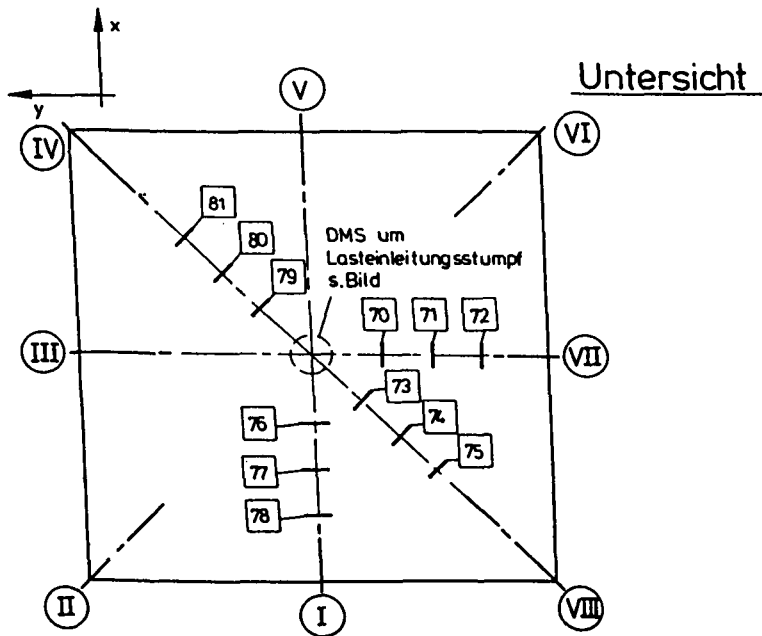 x
y
Untersicht
V
IV
VI
81
80
79
DMS um
Lasteinleitungsstumpf
s.Bild
70
71
72
III
VII
73
74
75
76
77
78
II
I
VIII